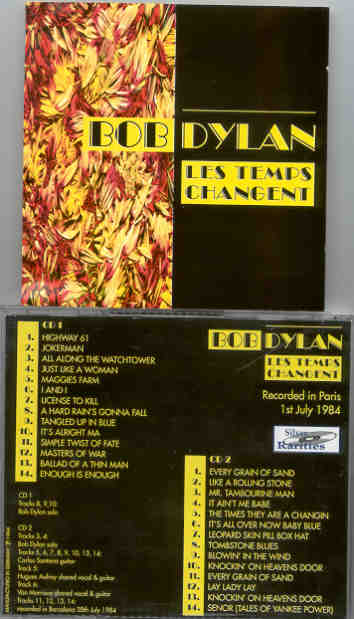 BOB DYLAN
LES TEMPS
CHANGENT
CD 1
1. HIGHWAY 61
2. JOKERMAN
3. ALL ALONG THE WATCHTOWER
4. JUST LIKE A WOMAN
5. MAGGIES FARM
6. I AND I
7. LICENSE TO KILL
8. A HARD RAIN'S GONNA FALL
9. TANGLED UP IN BLUE
10. IT'S ALRIGHT MA
11. SIMPLE TWIST OF FATE
12. MASTERS OF WAR
13. BALLAD OF A THIN MAN
14. ENOUGH IS ENOUGH
CD 1
Tracks 8, 9, 10:
Bob Dylan solo
CD 2
Tracks 3, 4:
Bob Dylan solo
Tracks 5, 6, 7, 8, 9, 10, 13, 14:
Carlos Santana guitar
Track 5:
Hugues Aufray shared vocal & guitar
Track 6:
Van Morrison shared vocal & guitar
Tracks 11, 12, 13, 14:
recorded in Barcelona 28th July 1984
BOB DYLAN
LES TEMPS
CHANGENT
Recorded in Paris
1st July 1984
Silver
Rarities
CD 2
1. EVERY GRAIN OF SAND
2. LIKE A ROLLING STONE
3. MR. TAMBOURINE MAN
4. IT AIN'T ME BABE
5. THE TIMES THEY ARE A CHANGIN
6. IT'S ALL OVER NOW BABY BLUE
7. LEOPARD SKIN PILL BOX HAT
8. TOMBSTONE BLUES
9. BLOWIN' IN THE WIND
10. KNOCKIN' ON HEAVENS DOOR
11. EVERY GRAIN OF SAND
12. LAY LADY LAY
13. KNOCKIN' ON HEAVENS DOOR
14. SENOR (TALES OF YANKEE POWER)